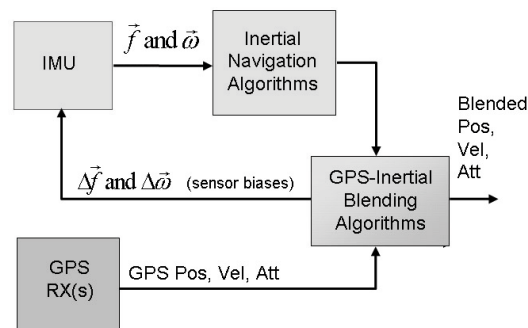 IMU
f⃗ and ω⃗
Inertial
Navigation
Algorithms
Blended
Pos,
Vel,
Att
Δf⃗ and Δω⃗ (sensor biases)
GPS-Inertial
Blending
Algorithms
GPS
RX(s)
GPS Pos, Vel, Att